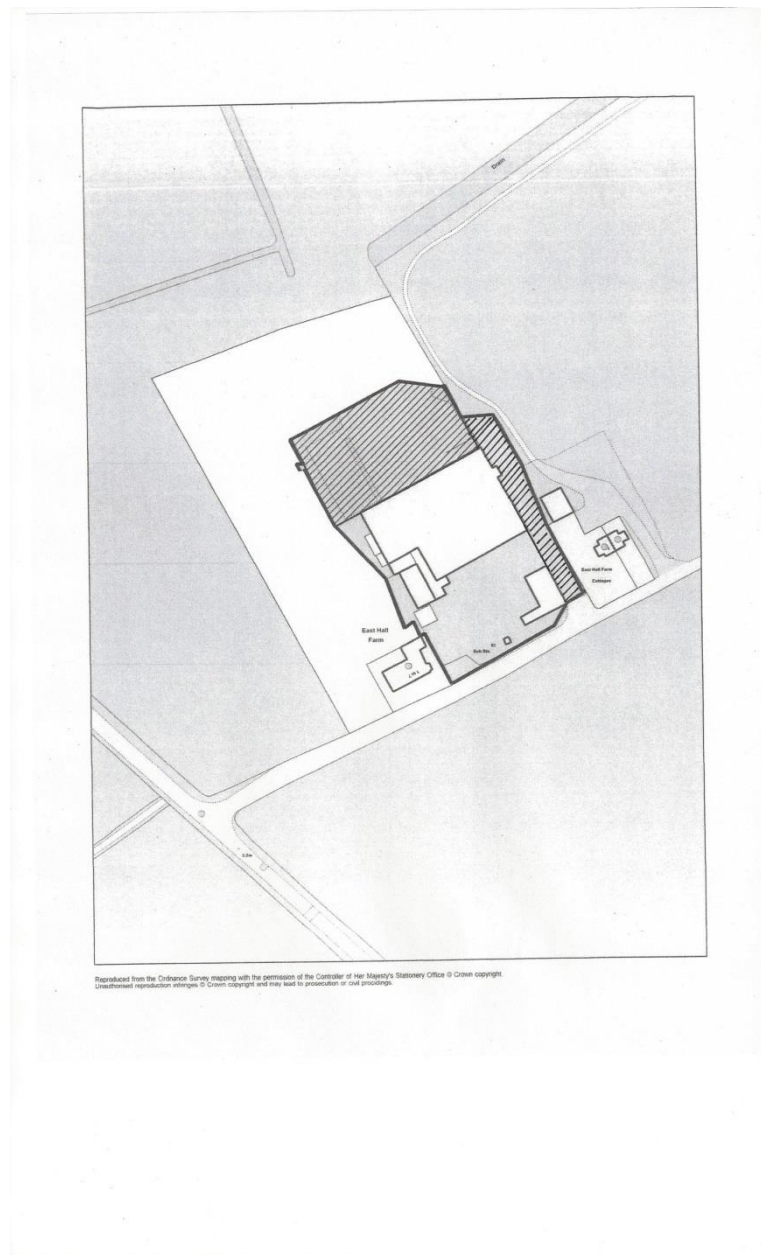 Drain
East Hall Farm
Cottages
East Hall
Farm
El
Sub Sta
Reproduced from the Ordnance Survey mapping with the permission of the Controller of Her Majesty's Stationery Office © Crown copyright.
Unauthorised reproduction infringes © Crown copyright and may lead to prosecution or civil procidings.